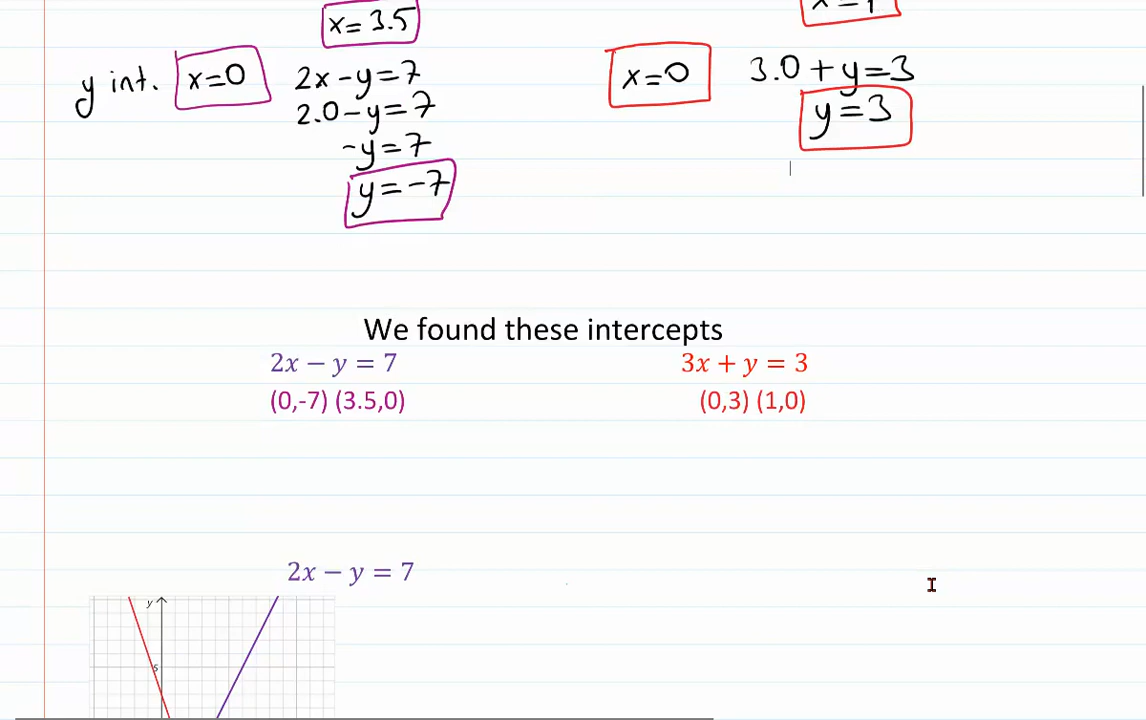 x=3.5
y int. x=0 2x-y=7
2.0-y=7
-y=7
y=-7
x=0 3.0+y=3
y=3
We found these intercepts
2x − y = 7
(0,-7) (3.5,0)
3x + y = 3
(0,3) (1,0)
2x − y = 7
y
5